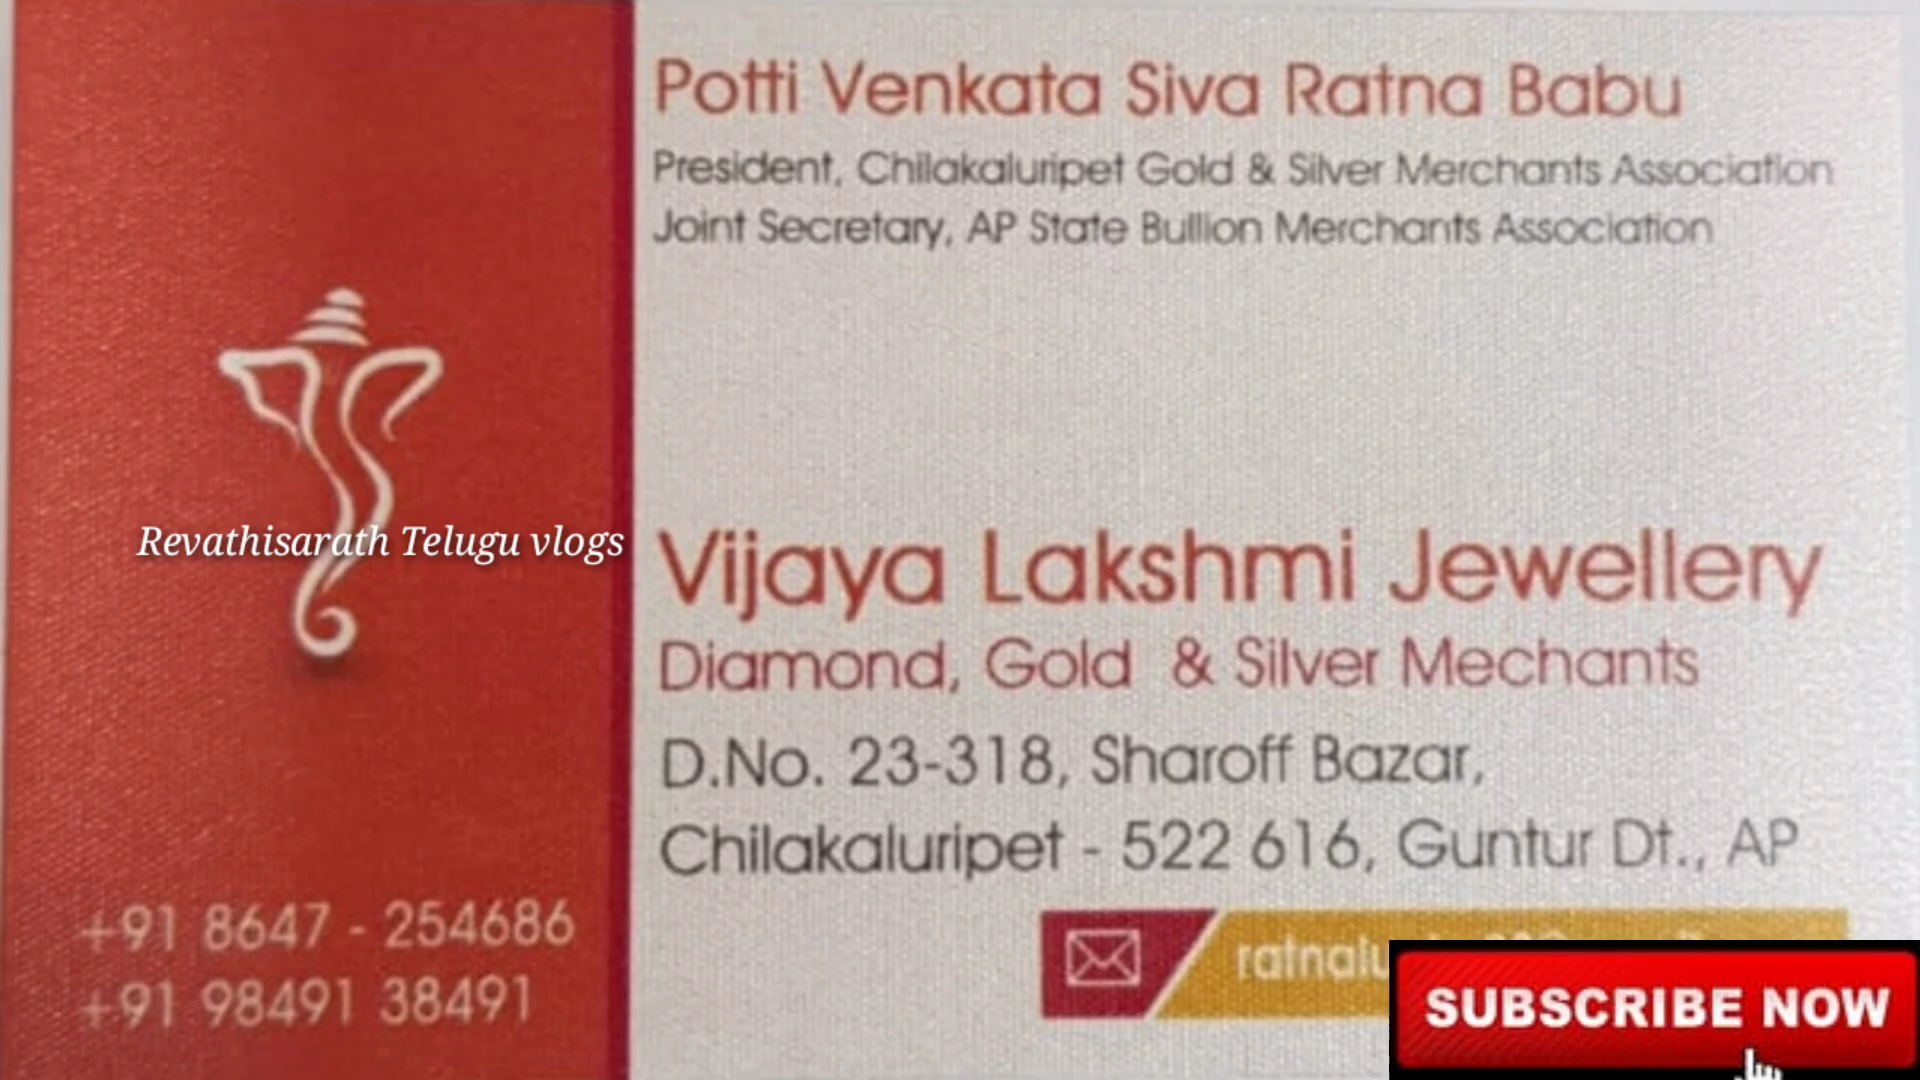 Potti Venkata Siva Ratna Babu
President, Chilakaluripet Gold & Silver Merchants Association
Joint Secretary, AP State Bullion Merchants Association
Revathisarath Telugu vlogs
Vijaya Lakshmi Jewellery
Diamond, Gold & Silver Mechants
D.No. 23-318, Sharoff Bazar,
Chilakaluripet - 522 616, Guntur Dt., AP
+91 8647 - 254686
+91 98491 38491
SUBSCRIBE NOW